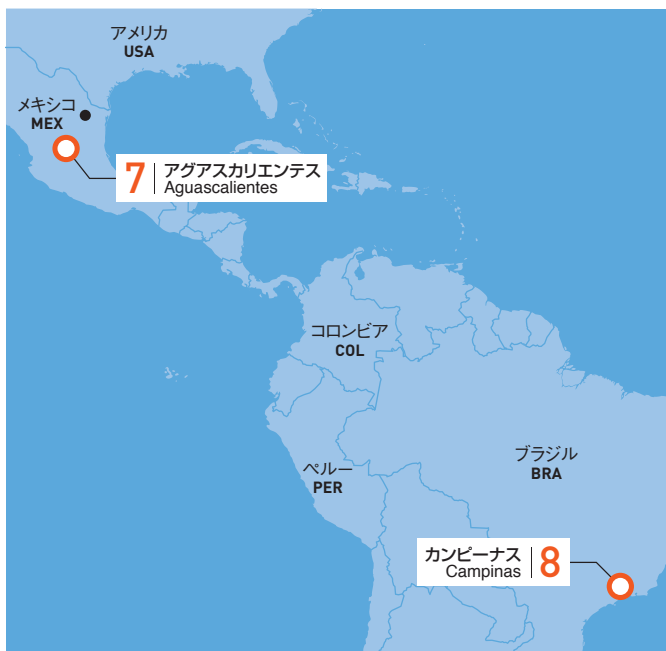 アメリカ
USA
メキシコ
MEX
7 アグアスカリエンテス
Aguascalientes
コロンビア
COL
ペルー
PER
ブラジル
BRA
カンピーナス 8
Campinas